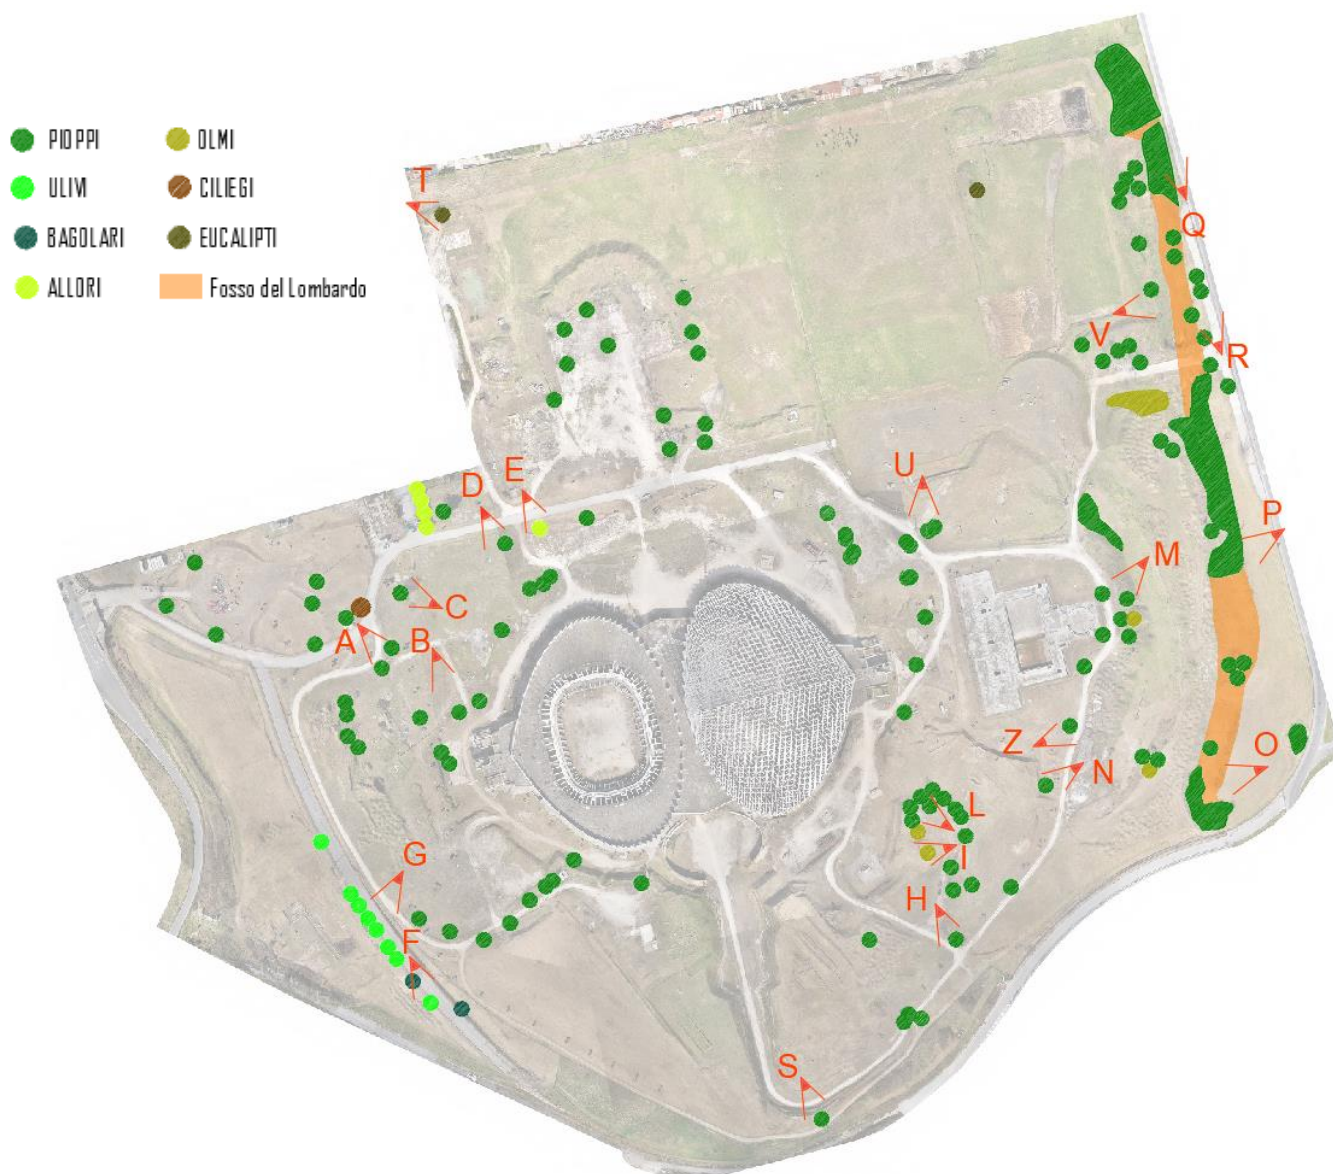 PIOPPI
OLMI
ULIVI
CILIEGI
BAGOLARI
EUCALIPTI
ALLORI
Fosso del Lombardo
T
Q
V
R
E
D
U
P
M
C
A
B
Z
N
O
L
I
G
H
F
S